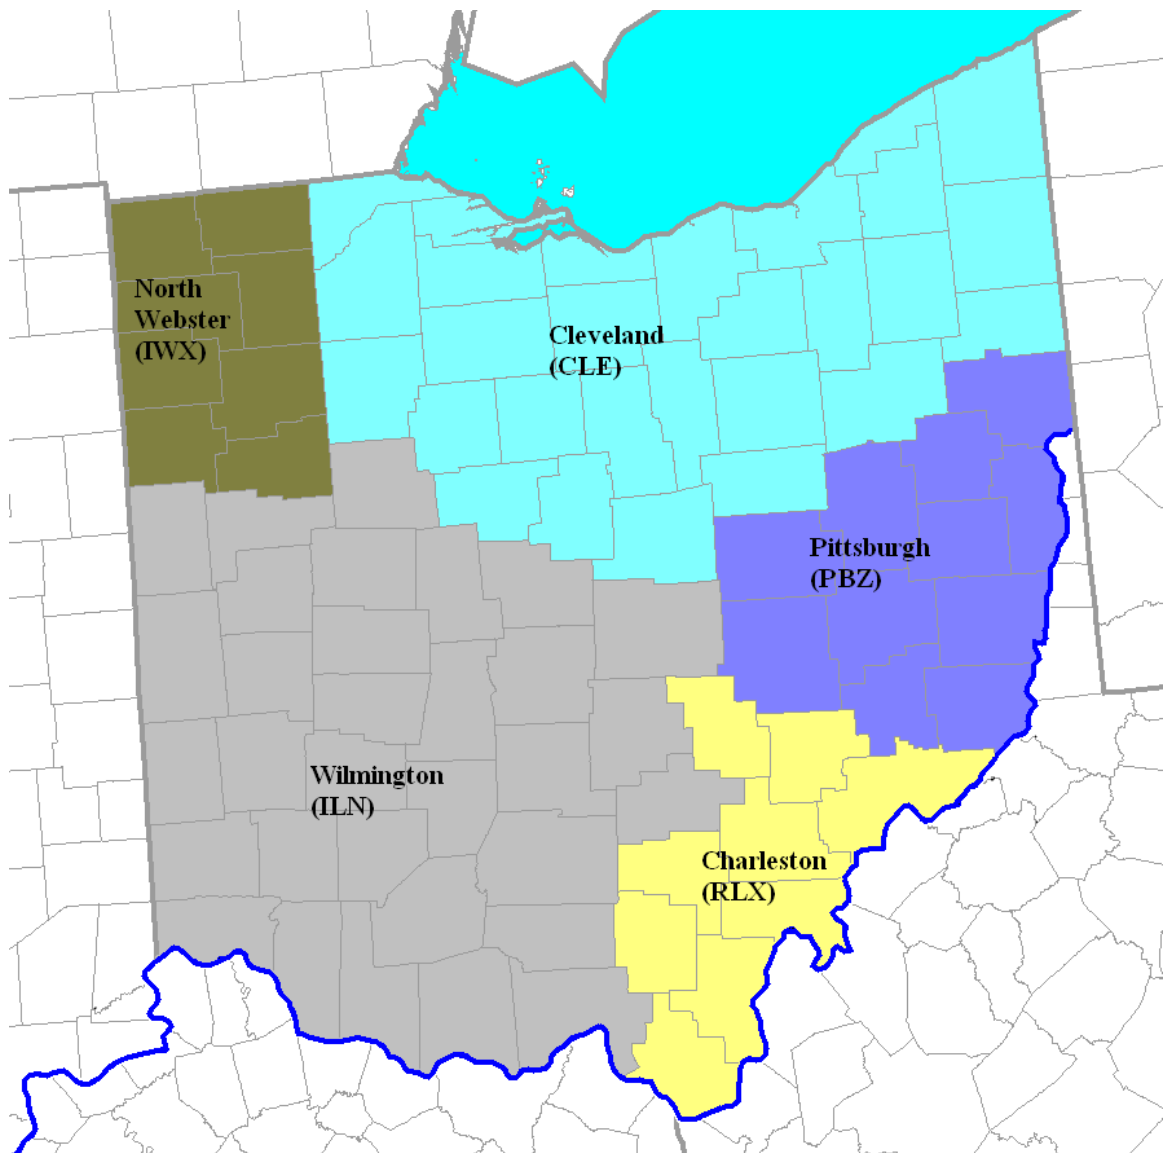 North
Webster
(IWX)
Cleveland
(CLE)
Pittsburgh
(PBZ)
Wilmington
(ILN)
Charleston
(RLX)